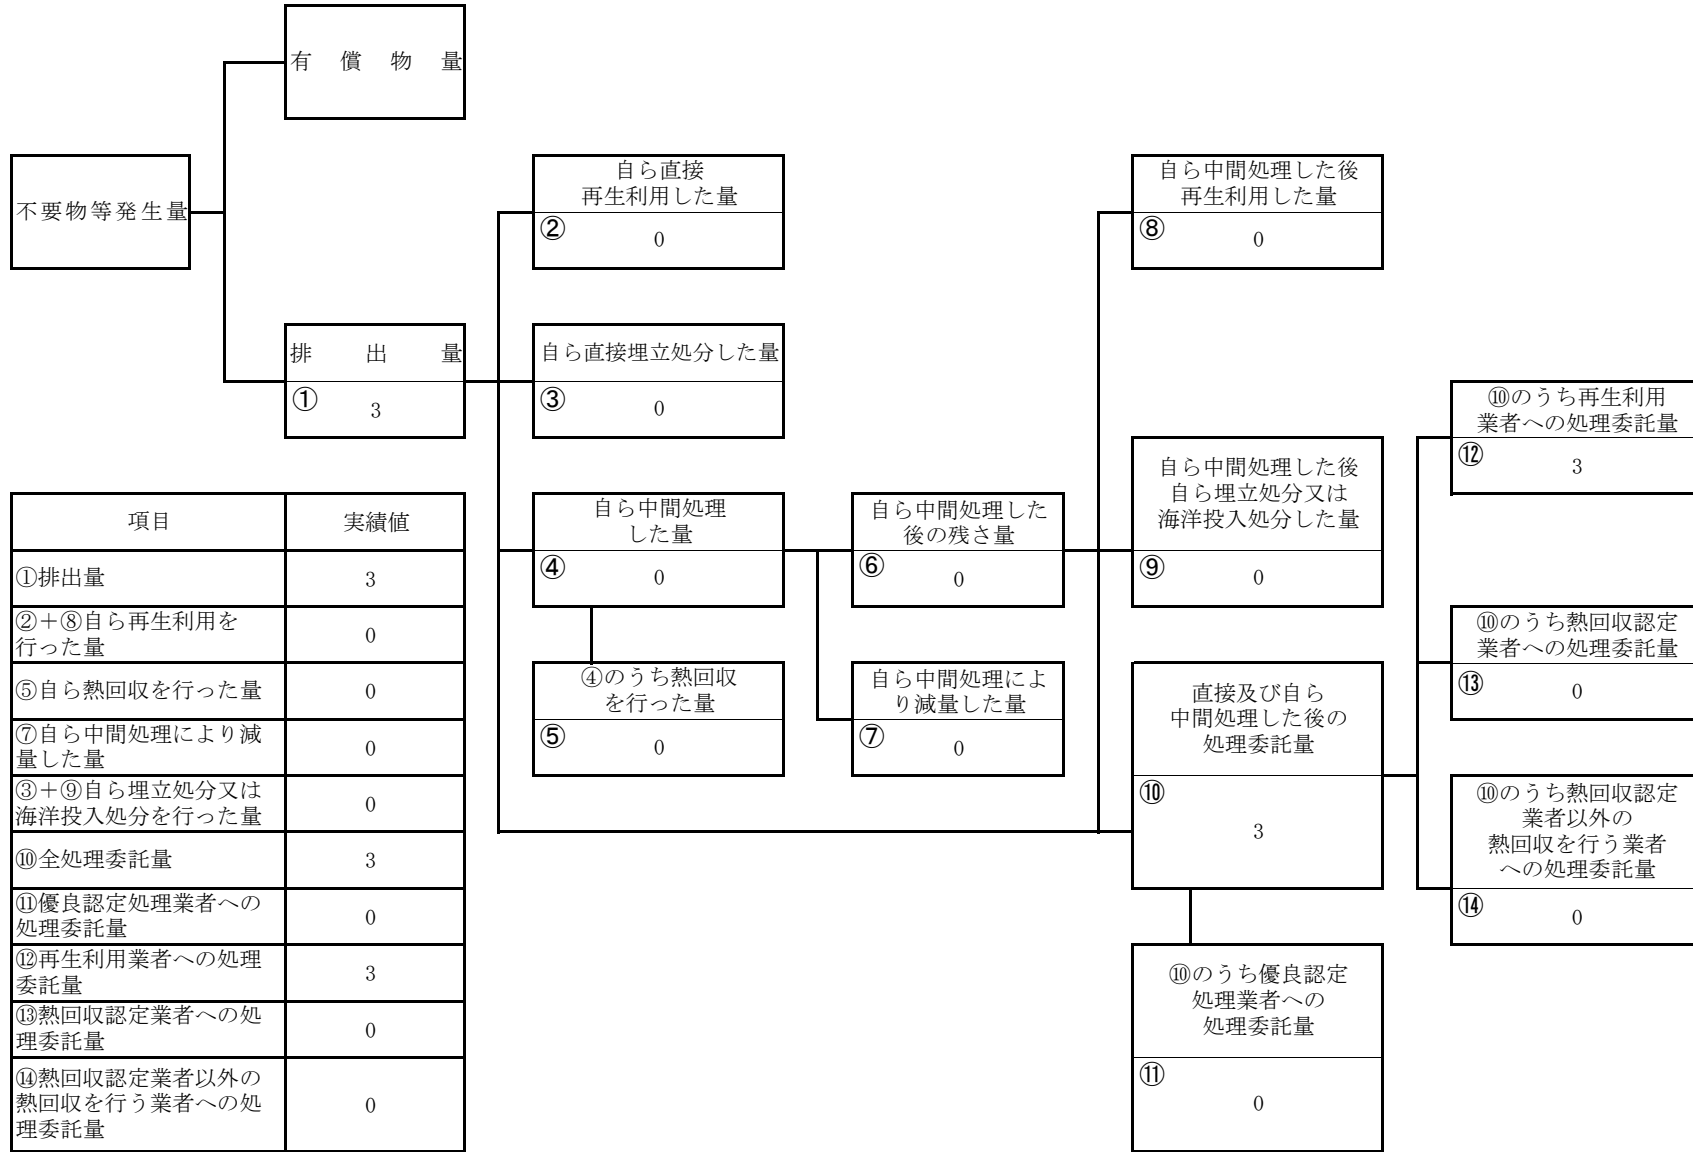 有償物量
不要物等発生量
自ら直接
再生利用した量
②
0
自ら中間処理した後
再生利用した量
⑧
0
排出量
①
3
自ら直接埋立処分した量
③
0
⑩のうち再生利用
業者への処理委託量
⑫
3
自ら中間処理
した量
④
0
自ら中間処理した
後の残さ量
⑥
0
自ら中間処理した後
自ら埋立処分又は
海洋投入処分した量
⑨
0
⑩のうち熱回収認定
業者への処理委託量
⑬
0
④のうち熱回収
を行った量
⑤
0
自ら中間処理によ
り減量した量
⑦
0
直接及び自ら
中間処理した後の
処理委託量
⑩
3
⑩のうち熱回収認定
業者以外の
熱回収を行う業者
への処理委託量
⑭
0
⑩のうち優良認定
処理業者への
処理委託量
⑪
0
項目 実績値
①排出量 3
②+⑧自ら再生利用を
行った量 0
⑤自ら熱回収を行った量 0
⑦自ら中間処理により減
量した量 0
③+⑨自ら埋立処分又は
海洋投入処分を行った量 0
⑩全処理委託量 3
⑪優良認定処理業者への
処理委託量 0
⑫再生利用業者への処理
委託量 3
⑬熱回収認定業者への処
理委託量 0
⑭熱回収認定業者以外の
熱回収を行う業者への処
理委託量 0